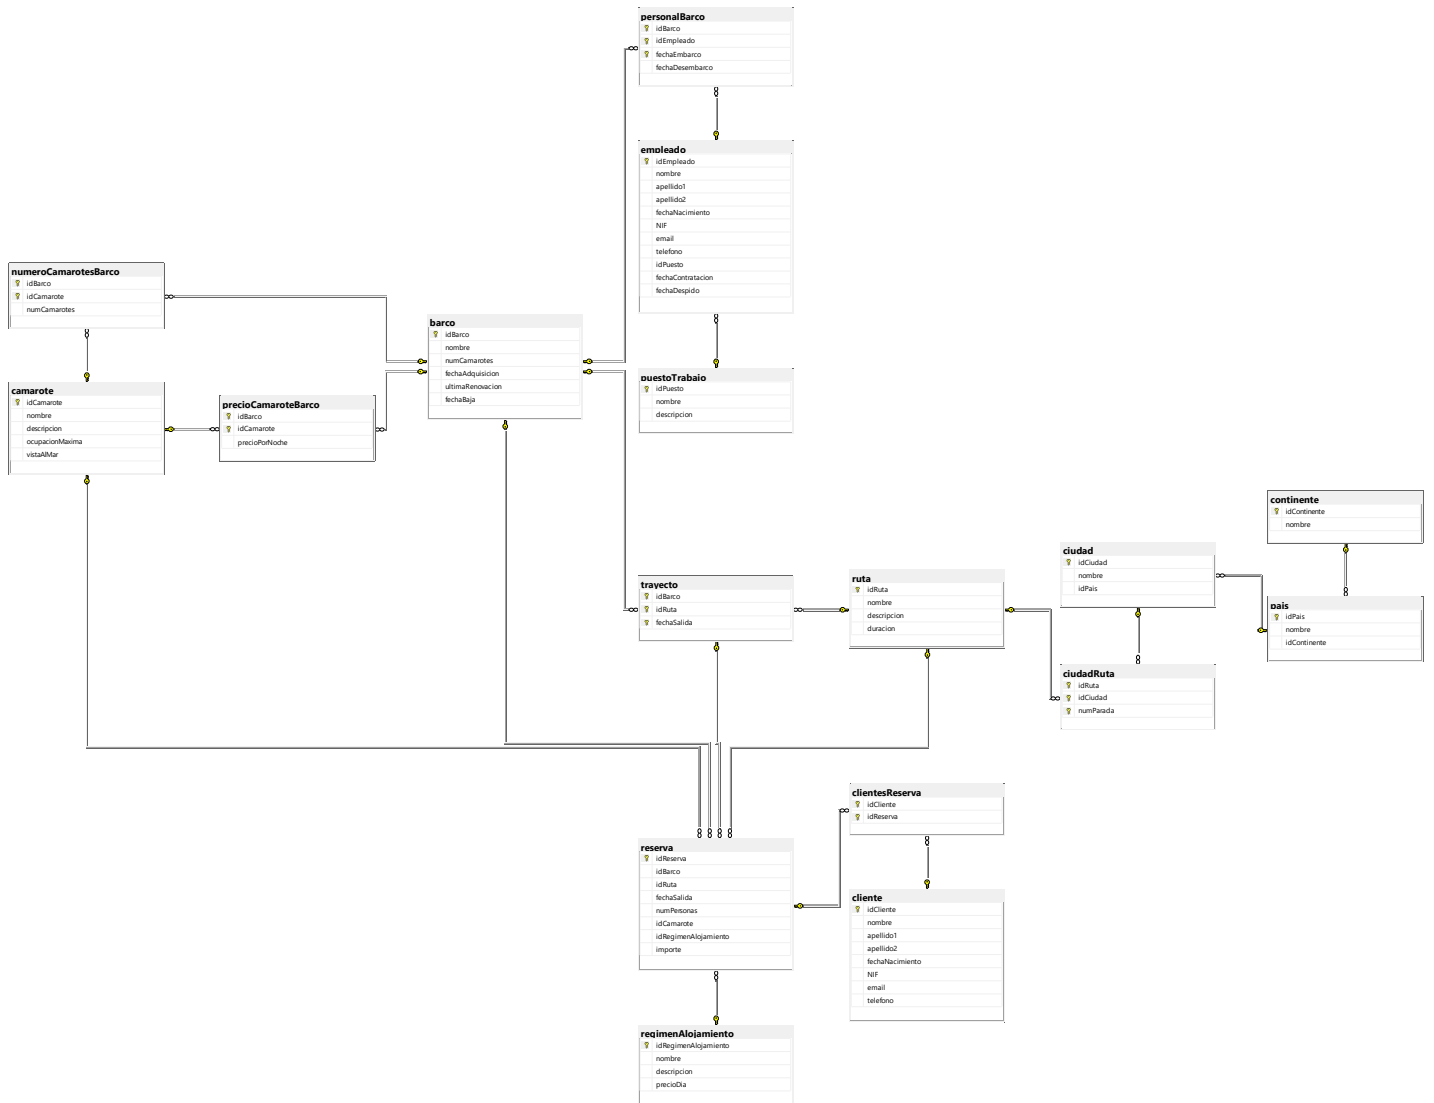 personalBarco
idBarco
idEmpleado
fechaEmbarco
fechaDesembarco
empleado
idEmpleado
nombre
apellido1
apellido2
fechaNacimiento
NIF
email
telefono
idPuesto
fechaContratacion
fechaDespido
numeroCamarotesBarco
idBarco
idCamarote
numCamarotes
barco
idBarco
nombre
numCamarotes
fechaAdquisicion
ultimaRenovacion
fechaBaja
puestoTrabajo
idPuesto
nombre
descripcion
camarote
idCamarote
nombre
descripcion
ocupacionMaxima
vistaAlMar
precioCamaroteBarco
idBarco
idCamarote
precioPorNoche
continente
idContinente
nombre
ciudad
idCiudad
nombre
idPais
trayecto
idBarco
idRuta
fechaSalida
ruta
idRuta
nombre
descripcion
duracion
pais
idPais
nombre
idContinente
ciudadRuta
idRuta
idCiudad
numParada
clientesReserva
idCliente
idReserva
reserva
idReserva
idBarco
idRuta
fechaSalida
numPersonas
idCamarote
idRegimenAlojamiento
importe
cliente
idCliente
nombre
apellido1
apellido2
fechaNacimiento
NIF
email
telefono
regimenAlojamiento
idRegimenAlojamiento
nombre
descripcion
precioDia